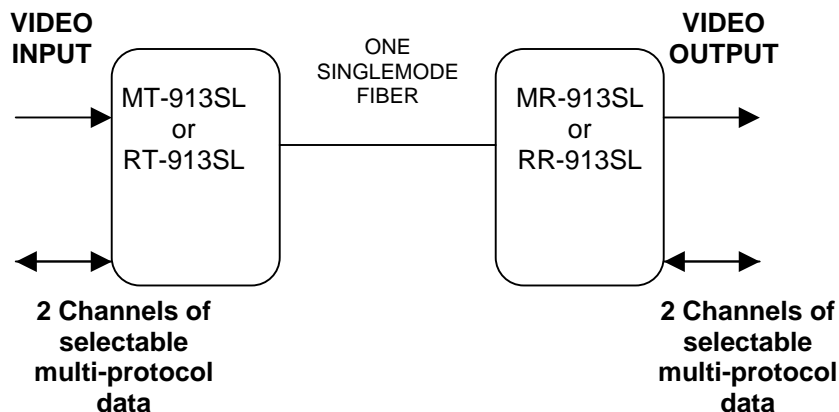 VIDEO
INPUT
ONE
SINGLEMODE
FIBER
VIDEO
OUTPUT
MT-913SL
or
RT-913SL
MR-913SL
or
RR-913SL
2 Channels of
selectable
multi-protocol
data
2 Channels of
selectable
multi-protocol
data